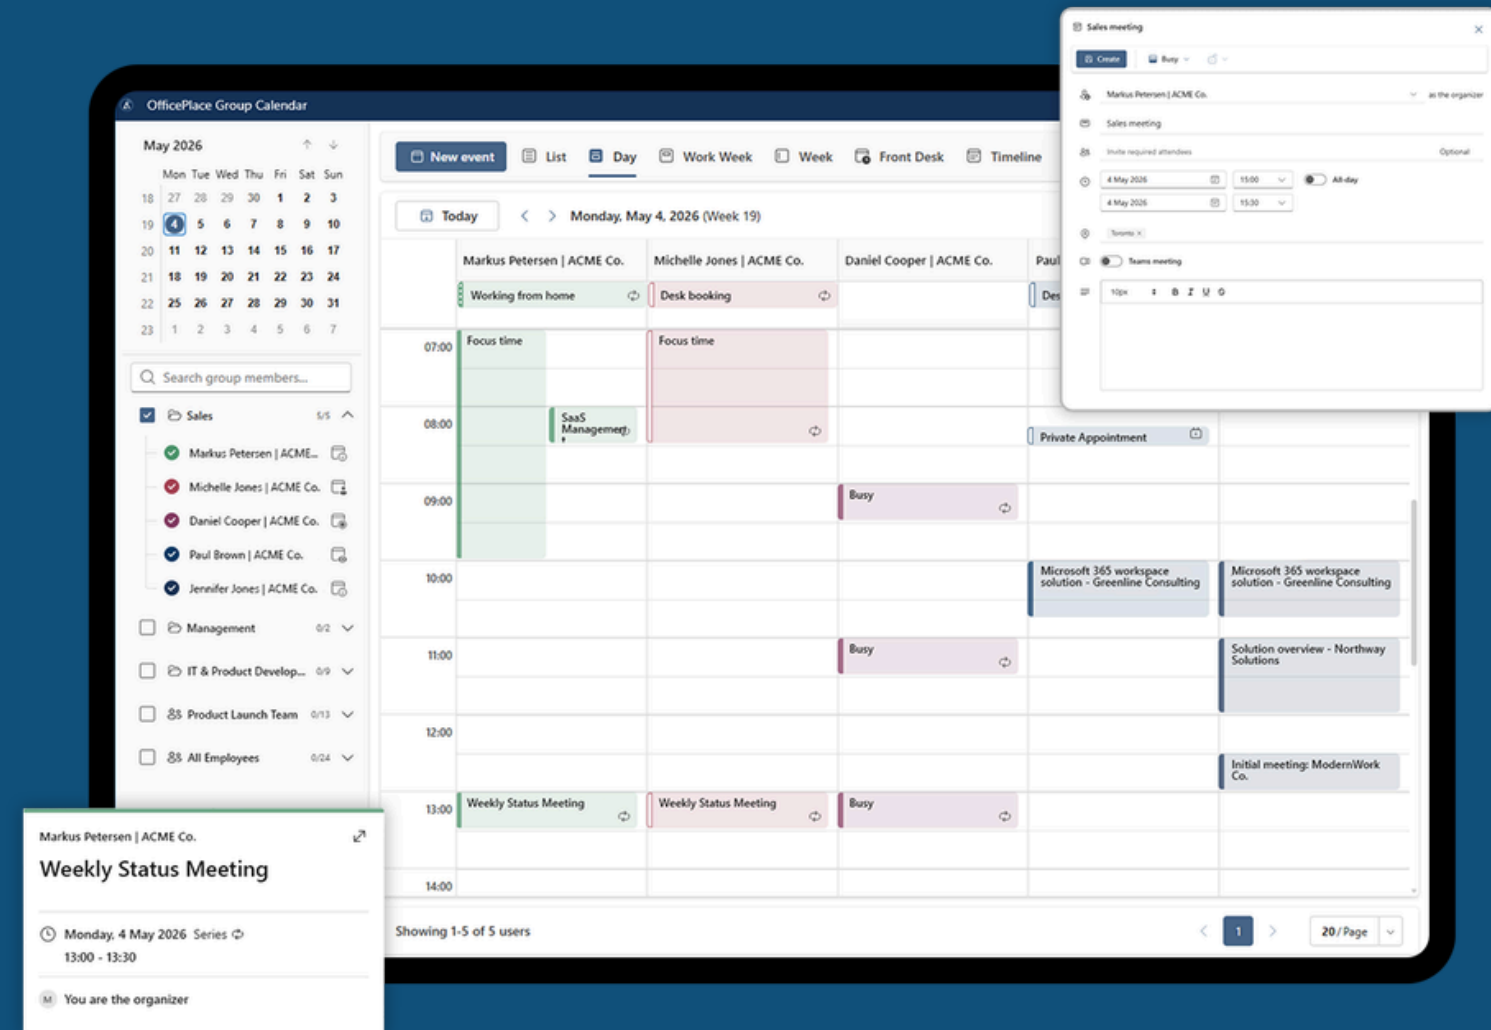 OfficePlace Group Calendar
May 2026
Mon Tue Wed Thu Fri Sat Sun
18 27 28 29 30 1 2 3
19 4 5 6 7 8 9 10
20 11 12 13 14 15 16 17
21 18 19 20 21 22 23 24
22 25 26 27 28 29 30 31
23 1 2 3 4 5 6 7
Search group members...
Sales 5/5
Markus Petersen | ACME...
Michelle Jones | ACME Co.
Daniel Cooper | ACME Co.
Paul Brown | ACME Co.
Jennifer Jones | ACME Co.
Management 0/2
IT & Product Develop... 0/9
Product Launch Team 0/13
All Employees 0/24
New event List Day Work Week Week Front Desk Timeline
Today Monday, May 4, 2026 (Week 19)
Markus Petersen | ACME Co. Michelle Jones | ACME Co. Daniel Cooper | ACME Co. Paul
Working from home Desk booking Des
07:00 Focus time Focus time
08:00 SaaS
Management
Private Appointment
09:00 Busy
10:00 Microsoft 365 workspace Microsoft 365 workspace
solution - Greenline Consulting solution - Greenline Consulting
11:00 Busy Solution overview - Northway
Solutions
12:00
Initial meeting: ModernWork
Co.
13:00 Weekly Status Meeting Weekly Status Meeting Busy
14:00
Showing 1-5 of 5 users 1 20/Page
Sales meeting
Create Busy
Markus Petersen | ACME Co. as the organizer
Sales meeting
Invite required attendees Optional
4 May 2026 15:00 All-day
4 May 2026 15:30
Toronto ×
Teams meeting
10px B I U S
Markus Petersen | ACME Co.
Weekly Status Meeting
Monday, 4 May 2026 Series
13:00 - 13:30
M You are the organizer